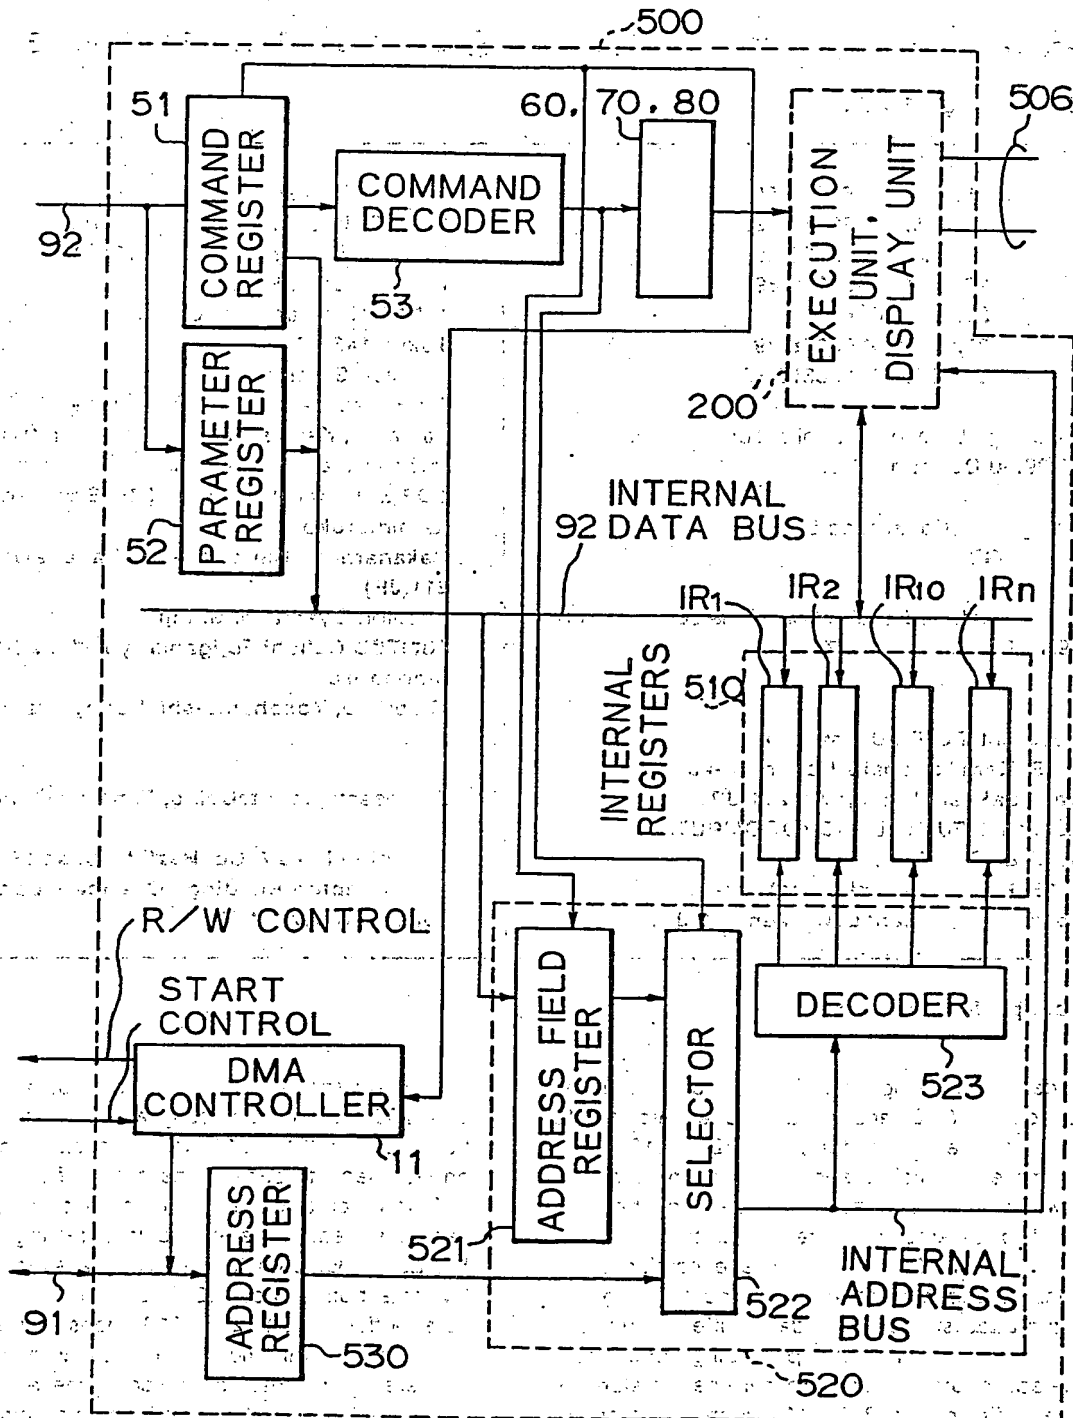 500
51
60, 70, 80
506
COMMAND
REGISTER
COMMAND
DECODER
EXECUTION
UNIT,
DISPLAY UNIT
92
53
PARAMETER
REGISTER
200
52
INTERNAL
92 DATA BUS
IR1
IR2
IR10
IRn
INTERNAL
REGISTERS
510
R/W CONTROL
START
CONTROL
DMA
CONTROLLER
11
ADDRESS FIELD
REGISTER
SELECTOR
DECODER
523
ADDRESS
REGISTER
521
522
INTERNAL
ADDRESS
BUS
91
530
520